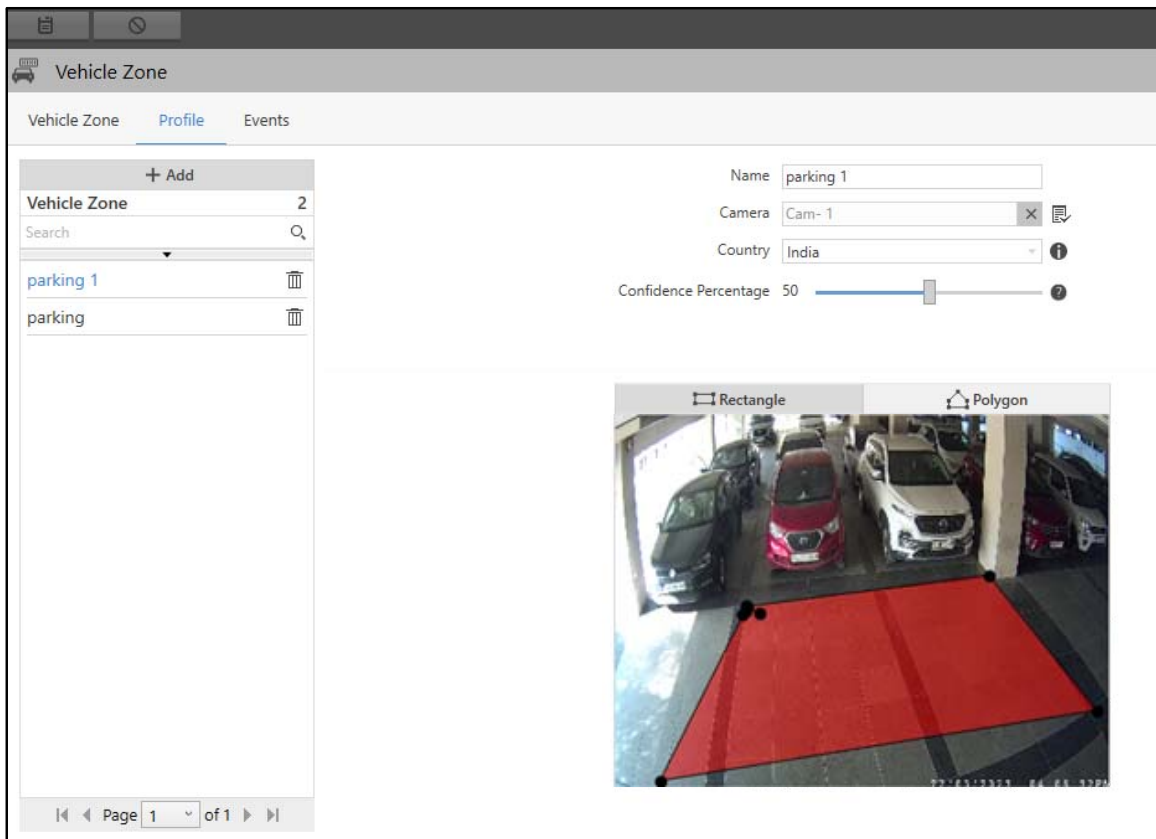 Vehicle Zone
Vehicle Zone Profile Events
+ Add
Vehicle Zone 2
Search
parking 1
parking
Page 1 of 1
Name parking 1
Camera Cam- 1
Country India
Confidence Percentage 50
Rectangle Polygon